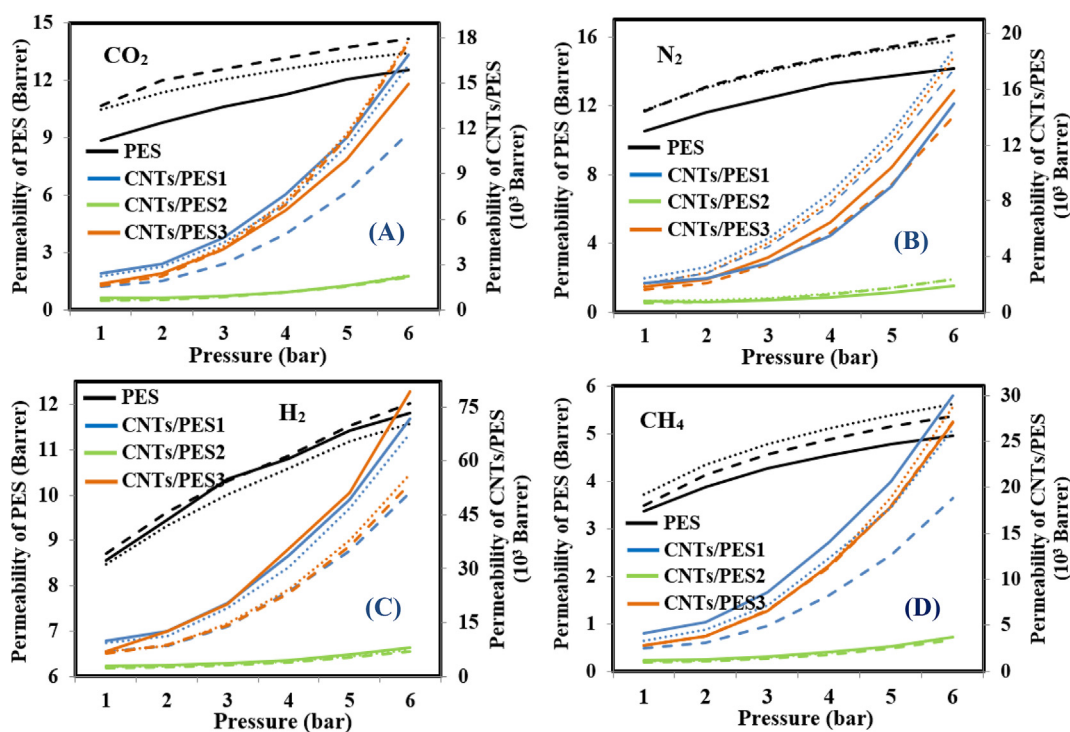 Permeability of PES (Barrer)
15
12
9
6
3
0
CO₂
PES
CNTs/PES1
CNTs/PES2
CNTs/PES3
(A)
18
15
12
9
6
3
0
Permeability of CNTs/PES
(10³ Barrer)
1 2 3 4 5 6
Pressure (bar)
Permeability of PES (Barrer)
16
12
8
4
0
N₂
PES
CNTs/PES1
CNTs/PES2
CNTs/PES3
(B)
20
16
12
8
4
0
Permeability of CNTs/PES
(10³ Barrer)
1 2 3 4 5 6
Pressure (bar)
Permeability of PES (Barrer)
12
11
10
9
8
7
6
PES
CNTs/PES1
CNTs/PES2
CNTs/PES3
H₂
(C)
75
60
45
30
15
0
Permeability of CNTs/PES
(10³ Barrer)
1 2 3 4 5 6
Pressure (bar)
Permeability of PES (Barrer)
6
5
4
3
2
1
0
CH₄
PES
CNTs/PES1
CNTs/PES2
CNTs/PES3
(D)
30
25
20
15
10
5
0
Permeability of CNTs/PES
(10³ Barrer)
1 2 3 4 5 6
Pressure (bar)